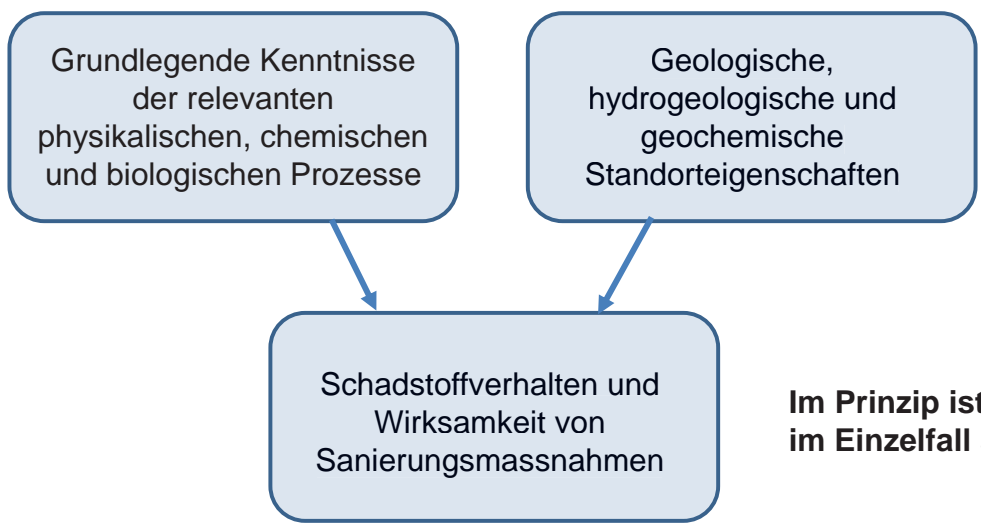 Grundlegende Kenntnisse
der relevanten
physikalischen, chemischen
und biologischen Prozesse
Geologische,
hydrogeologische und
geochemische
Standorteigenschaften
Schadstoffverhalten und
Wirksamkeit von
Sanierungsmassnahmen
Im Prinzip ist
im Einzelfall